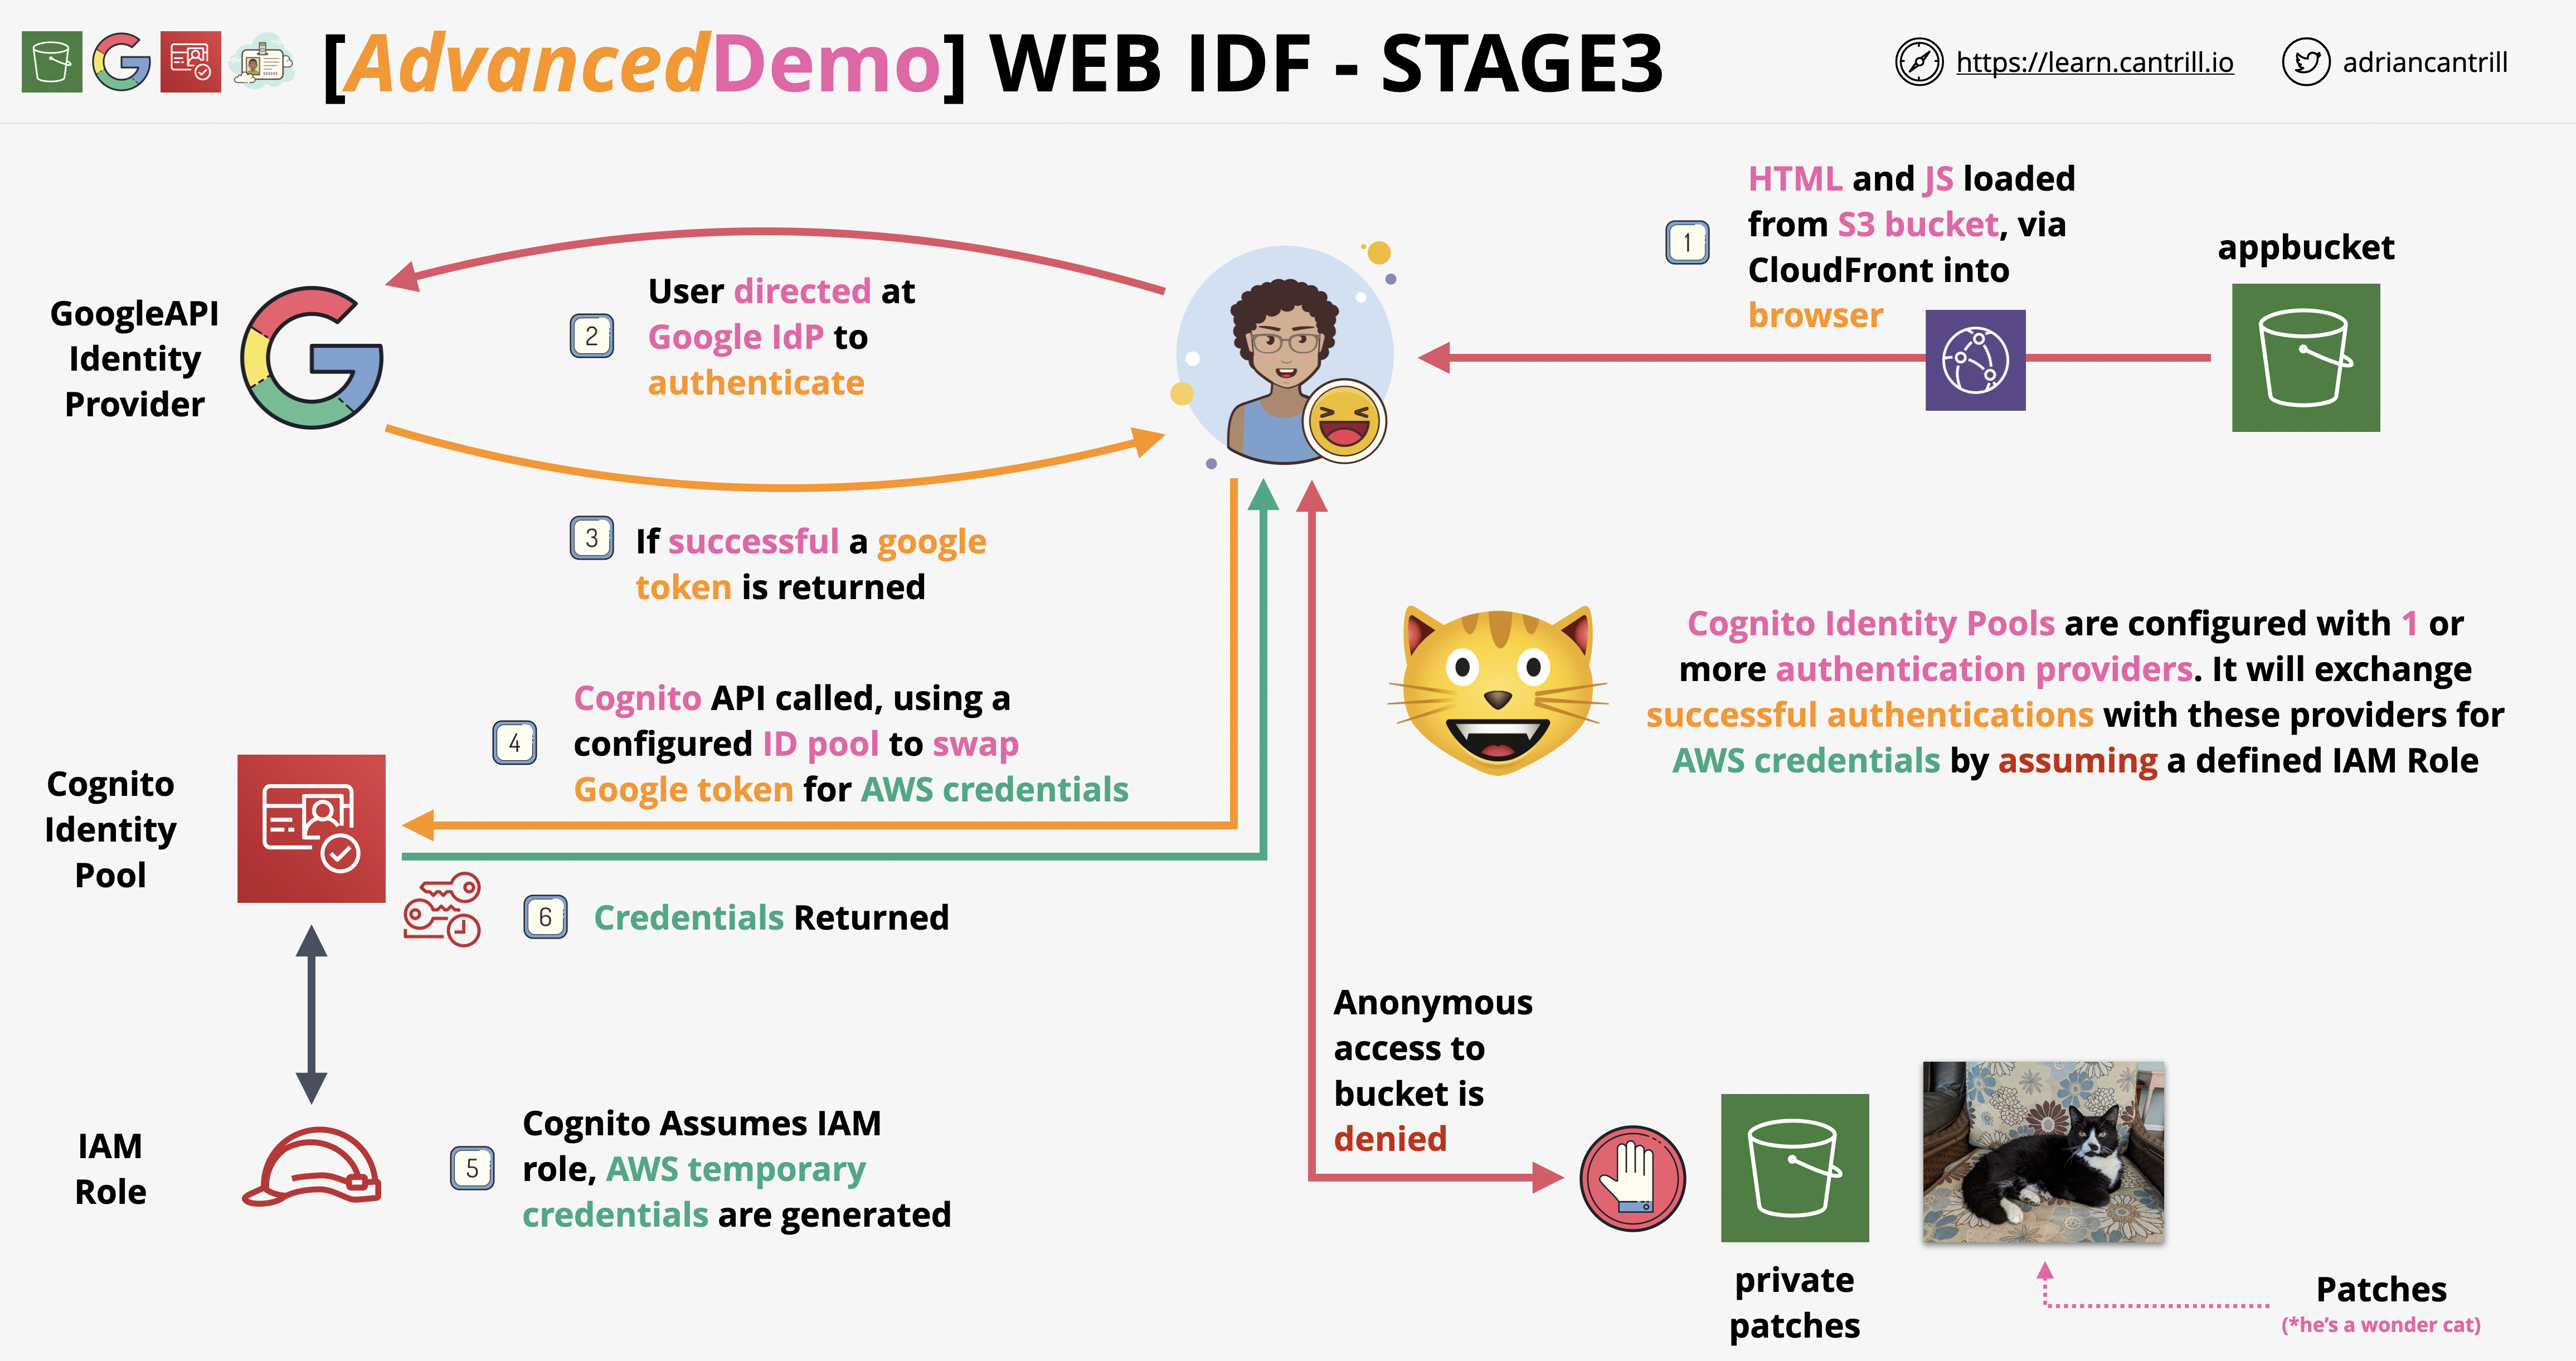 [AdvancedDemo] WEB IDF - STAGE3
https://learn.cantrill.io
adriancantrill
1
HTML and JS loaded
from S3 bucket, via
CloudFront into
browser
appbucket
GoogleAPI
Identity
Provider
2
User directed at
Google IdP to
authenticate
3
If successful a google
token is returned
Cognito Identity Pools are configured with 1 or
more authentication providers. It will exchange
successful authentications with these providers for
AWS credentials by assuming a defined IAM Role
4
Cognito API called, using a
configured ID pool to swap
Google token for AWS credentials
Cognito
Identity
Pool
6
Credentials Returned
Anonymous
access to
bucket is
denied
IAM
Role
5
Cognito Assumes IAM
role, AWS temporary
credentials are generated
private
patches
Patches
(*he's a wonder cat)